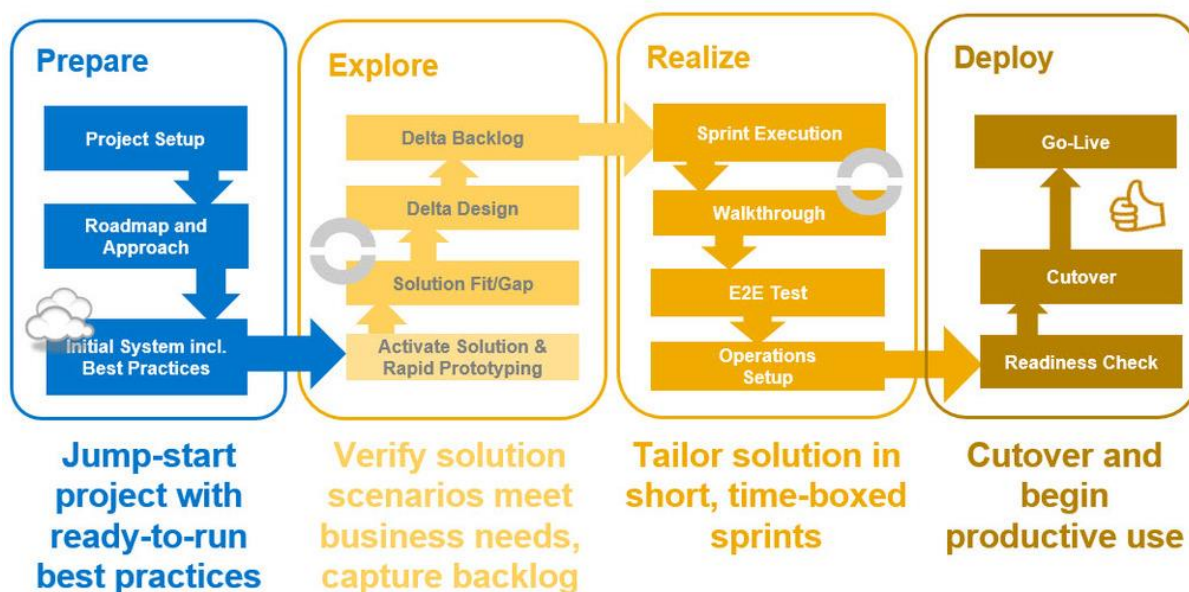 Prepare
Project Setup
Roadmap and
Approach
Initial System incl.
Best Practices
Jump-start
project with
ready-to-run
best practices
Explore
Delta Backlog
Delta Design
Solution Fit/Gap
Activate Solution &
Rapid Prototyping
Verify solution
scenarios meet
business needs,
capture backlog
Realize
Sprint Execution
Walkthrough
E2E Test
Operations
Setup
Tailor solution in
short, time-boxed
sprints
Deploy
Go-Live
Cutover
Readiness Check
Cutover and
begin
productive use